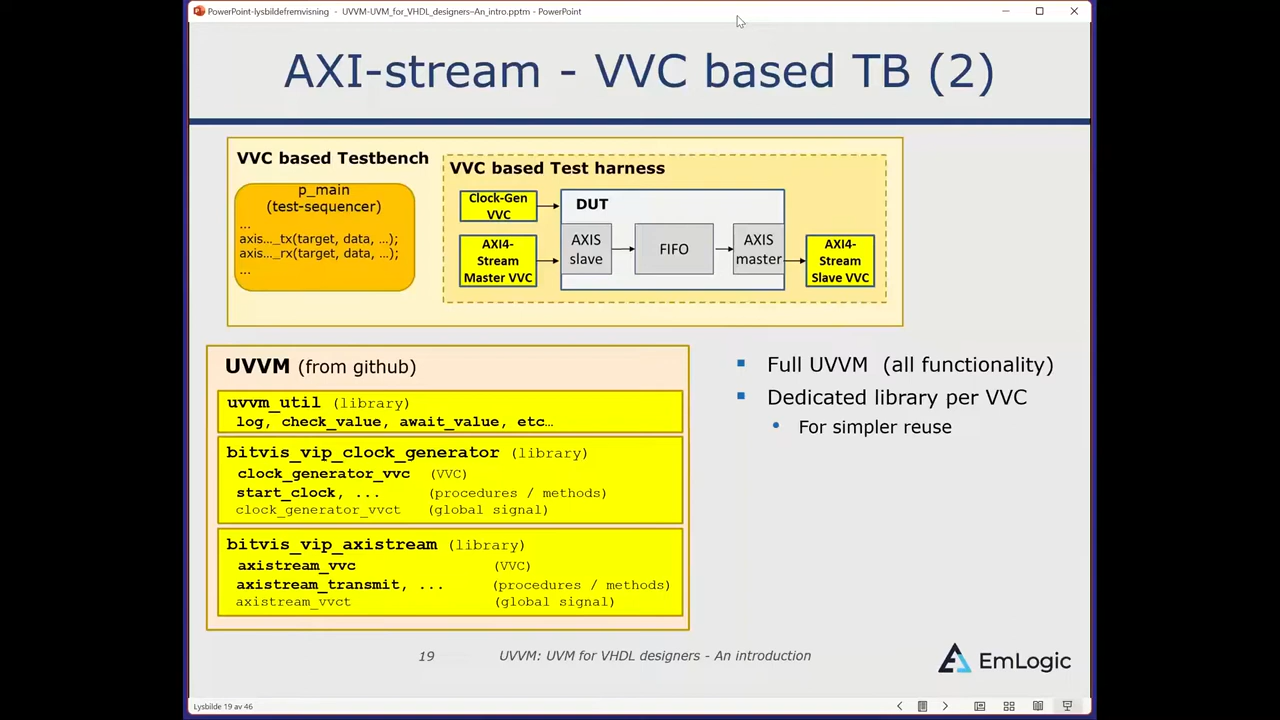 PowerPoint-lysbildefremvisning - UVVM-UVM_for_VHDL_designers–An_intro.pptm - PowerPoint
AXI-stream - VVC based TB (2)
VVC based Testbench
p_main
(test-sequencer)
...
axis..._tx(target, data, ...);
axis..._rx(target, data, ...);
...
VVC based Test harness
Clock-Gen
VVC
AXI4-
Stream
Master VVC
DUT
AXIS
slave
FIFO
AXIS
master
AXI4-
Stream
Slave VVC
UVVM (from github)
uvvm_util (library)
log, check_value, await_value, etc…
bitvis_vip_clock_generator (library)
clock_generator_vvc (VVC)
start_clock, ... (procedures / methods)
clock_generator_vvct (global signal)
bitvis_vip_axistream (library)
axistream_vvc (VVC)
axistream_transmit, ... (procedures / methods)
axistream_vvct (global signal)
Full UVVM (all functionality)
Dedicated library per VVC
For simpler reuse
19
UVVM: UVM for VHDL designers - An introduction
EmLogic
Lysbilde 19 av 46